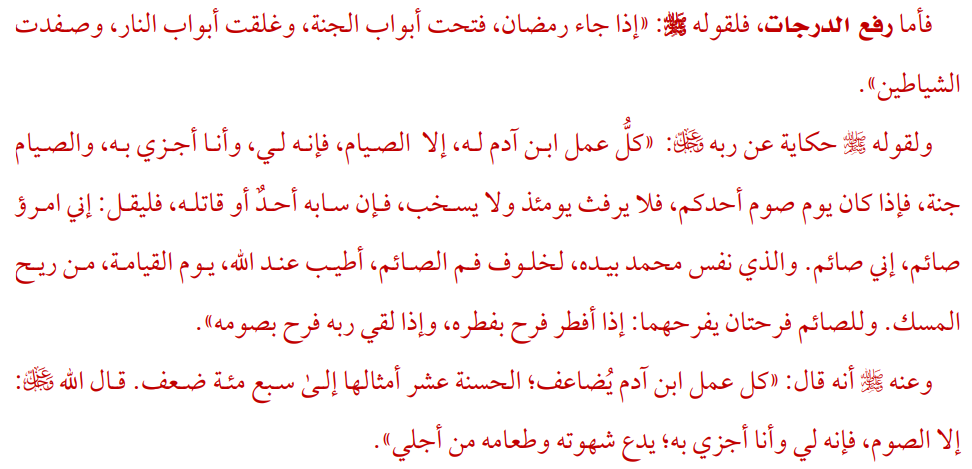 فأما رفع الدرجات، فلقوله ﷺ: «إذا جاء رمضان، فتحت أبواب الجنة، وغلقت أبواب النار، وصفدت
الشياطين».
ولقوله ﷺ حكاية عن ربه عَزَّ وَجَلَّ: «كلُّ عمل ابن آدم له، إلا الصيام، فإنه لي، وأنا أجزي به، والصيام
جنة، فإذا كان يوم صوم أحدكم، فلا يرفث يومئذ ولا يسخب، فإن سابه أحدٌ أو قاتله، فليقل: إني امرؤ
صائم، إني صائم. والذي نفس محمد بيده، لخلوف فم الصائم، أطيب عند الله، يوم القيامة، من ريح
المسك. وللصائم فرحتان يفرحهما: إذا أفطر فرح بفطره، وإذا لقي ربه فرح بصومه».
وعنه ﷺ أنه قال: «كل عمل ابن آدم يُضاعف؛ الحسنة عشر أمثالها إلىٰ سبع مئة ضعف. قال الله عَزَّ وَجَلَّ:
إلا الصوم، فإنه لي وأنا أجزي به؛ يدع شهوته وطعامه من أجلي».